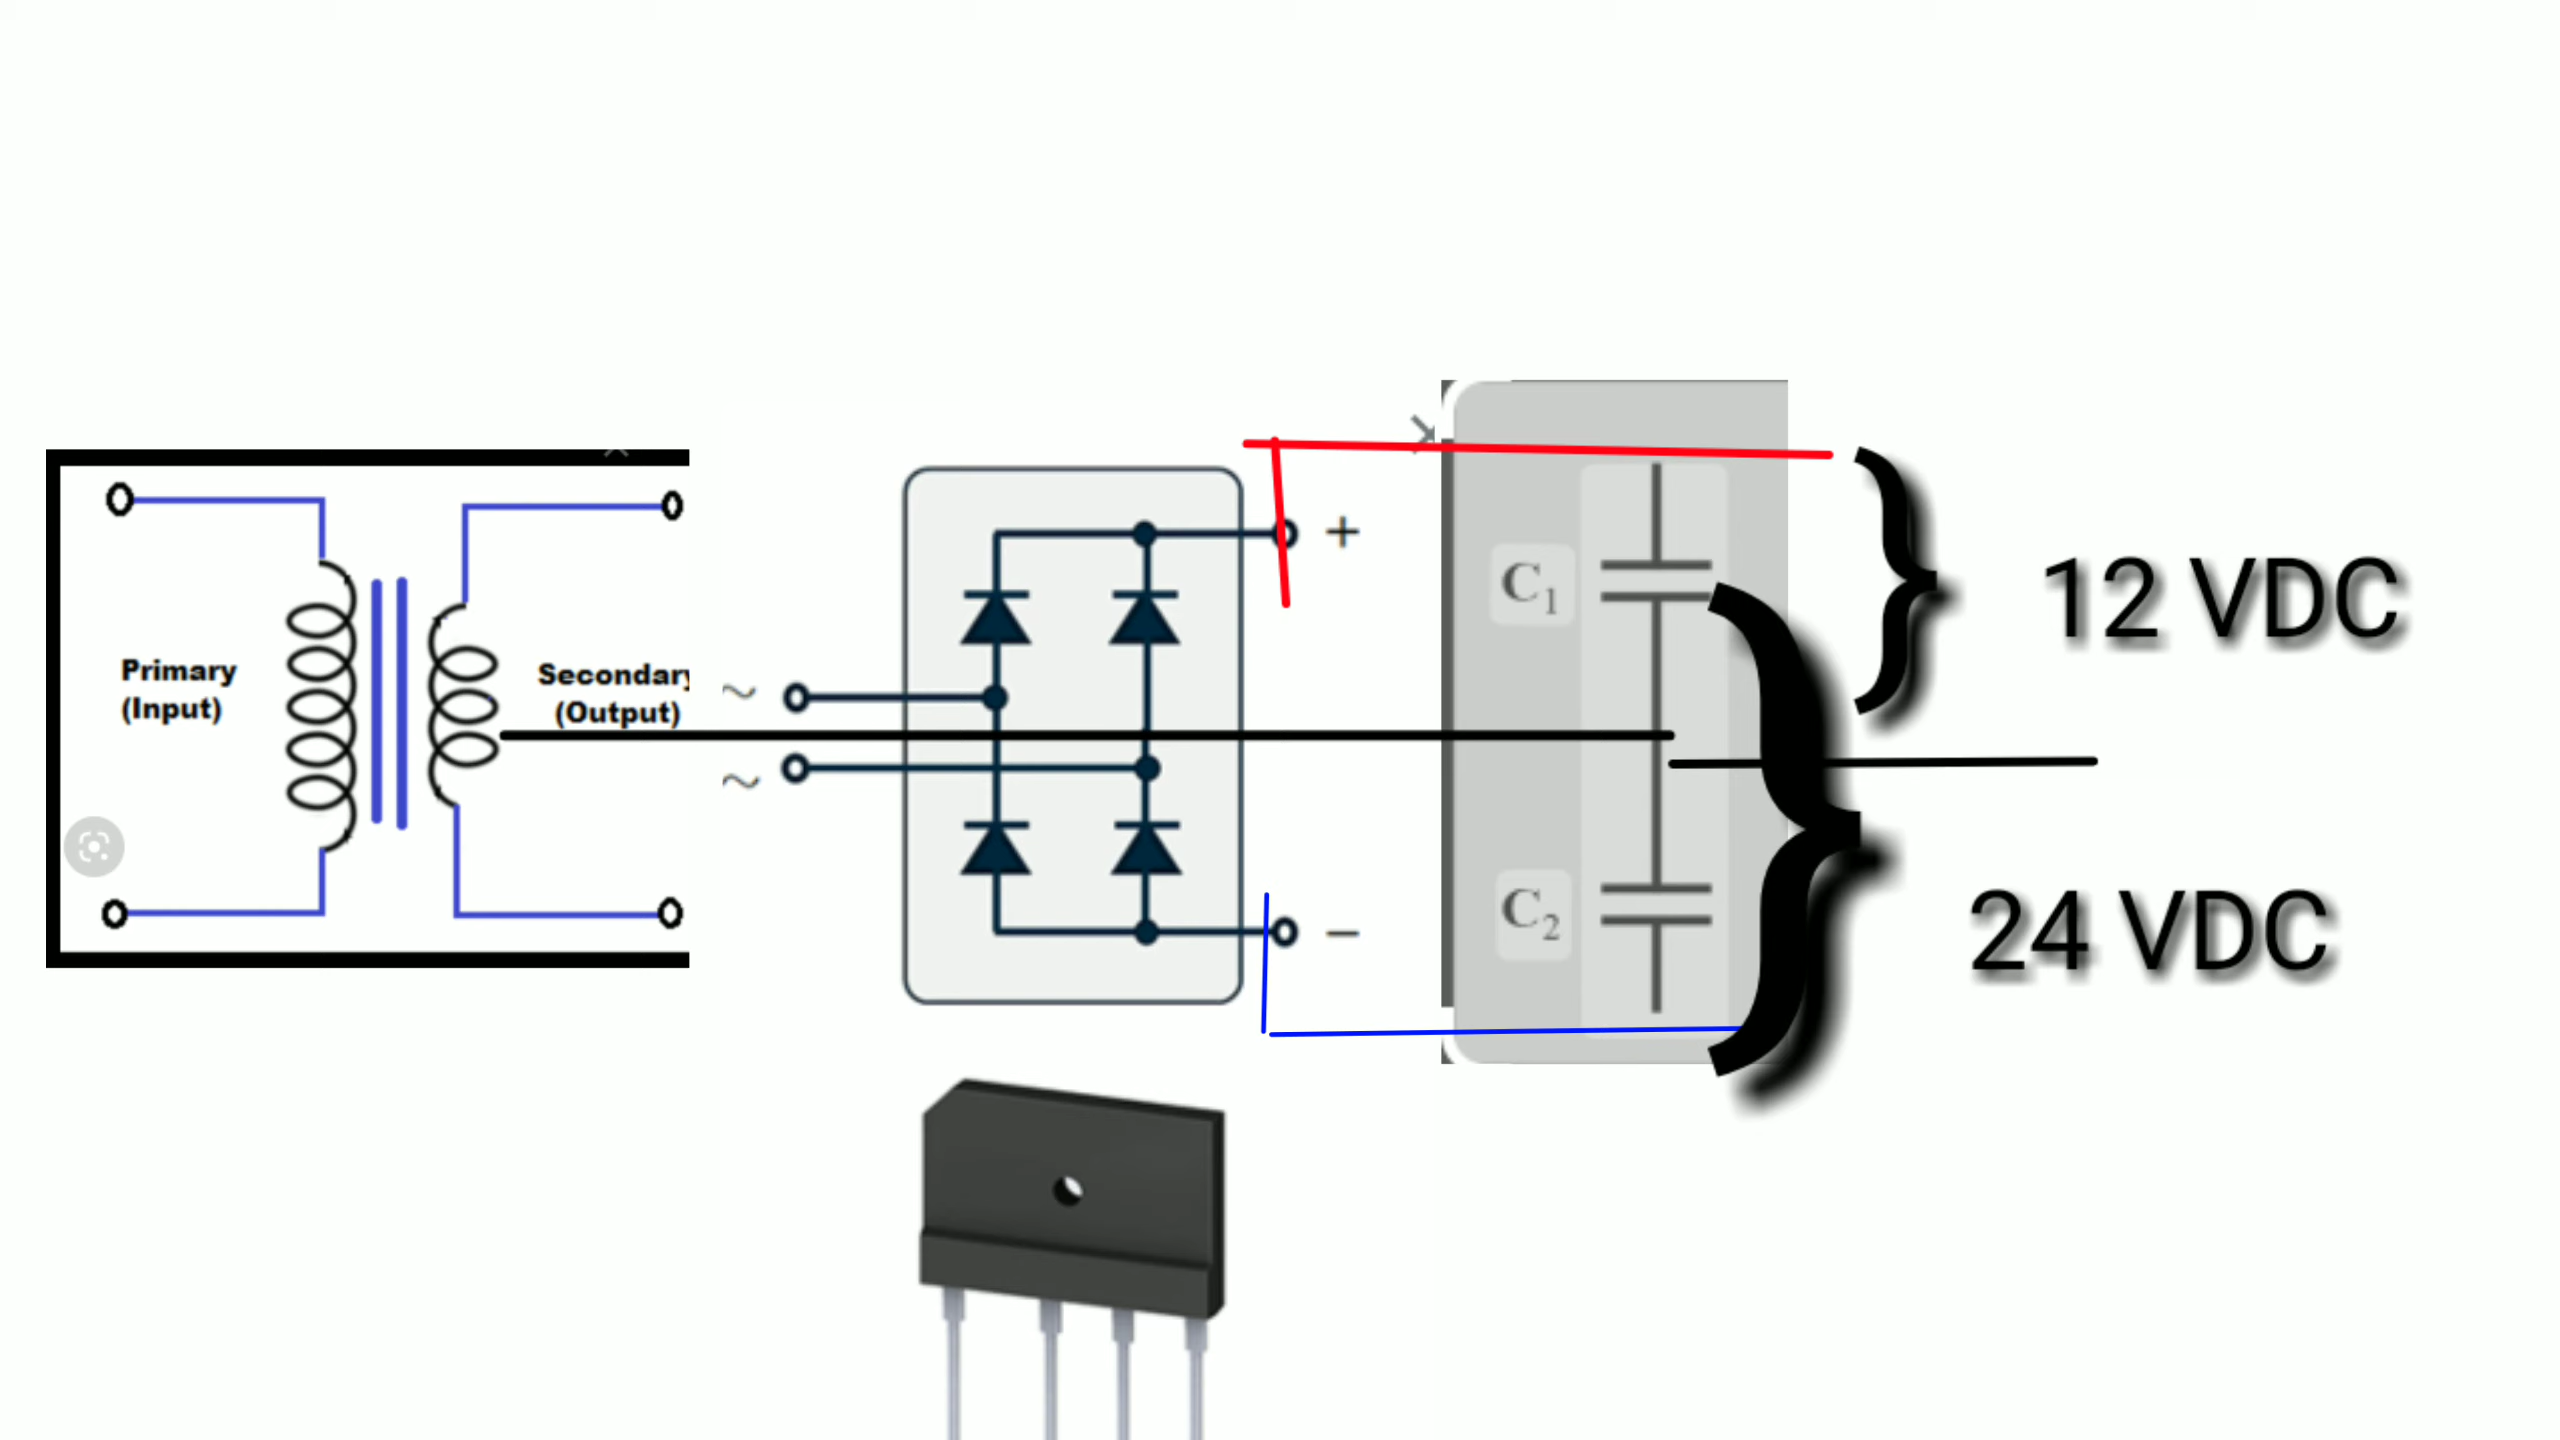 Primary
(Input)
Secondary
(Output)
~
~
+
−
C1
C2
12 VDC
24 VDC